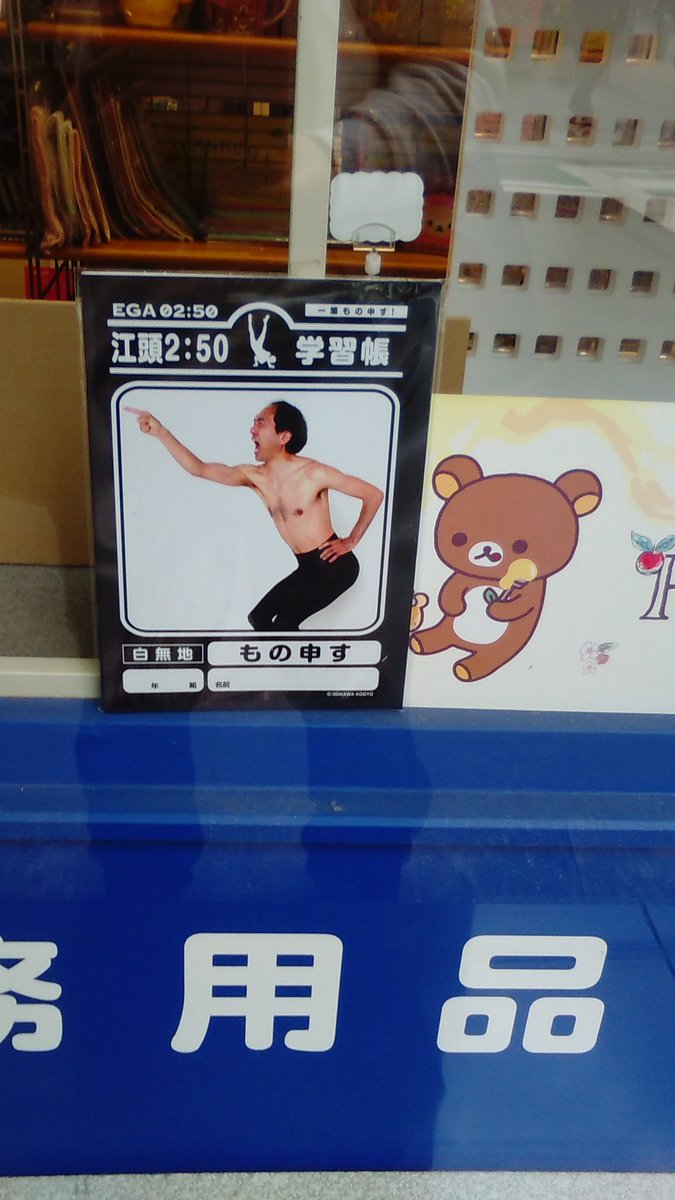 EGA 02:50
一筆もの申す!
江頭2:50 学習帳
白無地
もの申す
年 組 名前
© OOKAWA KOGYO
務用品